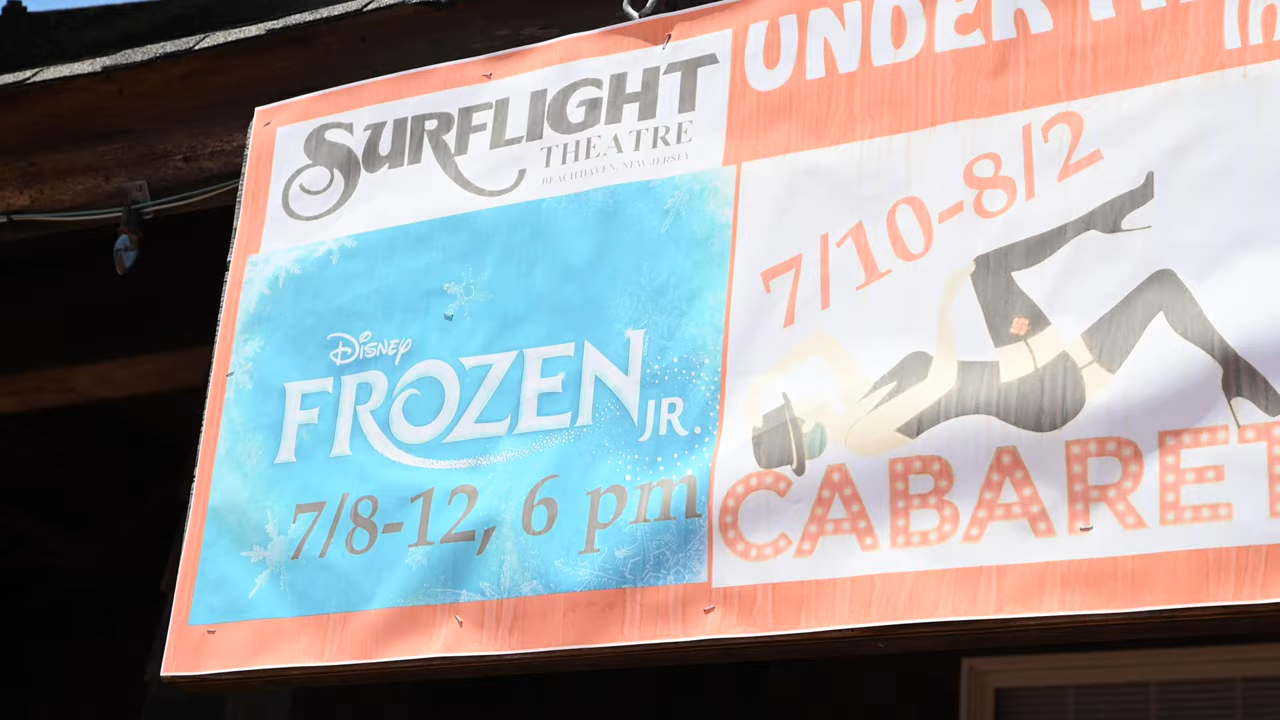 SURFLIGHT
THEATRE
BEACH HAVEN, NEW JERSEY
DISNEY
FROZEN JR.
7/8-12, 6 pm
UNDER
7/10-8/2
CABARET